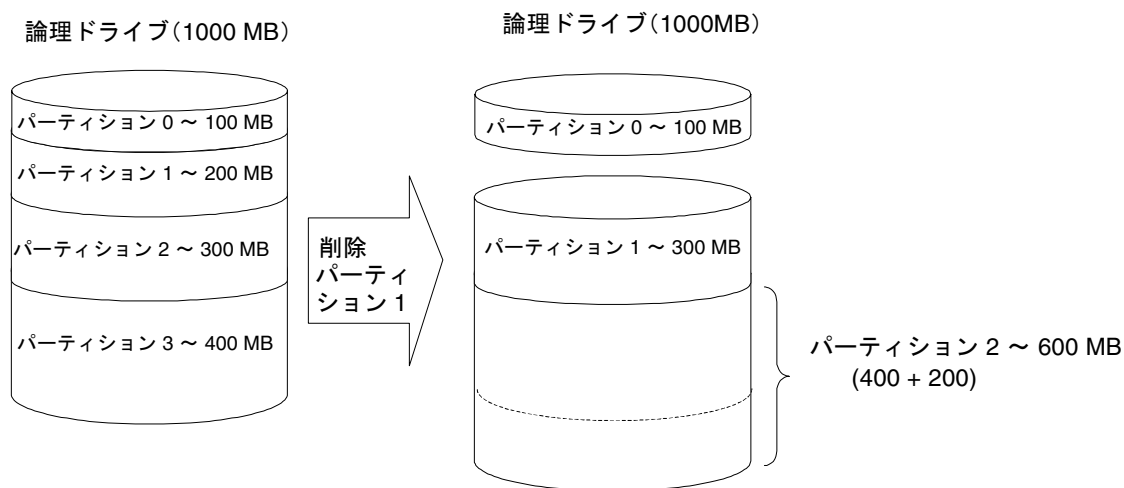 論理ドライブ(1000 MB)
パーティション 0 ～ 100 MB
パーティション 1 ～ 200 MB
パーティション 2 ～ 300 MB
パーティション 3 ～ 400 MB
削除
パーティ
ション 1
論理ドライブ(1000MB)
パーティション 0 ～ 100 MB
パーティション 1 ～ 300 MB
パーティション 2 ～ 600 MB
(400 + 200)